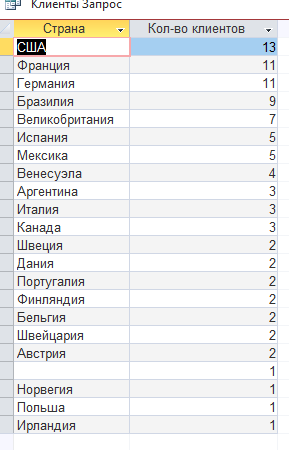 Клиенты Запрос
Страна Кол-во клиентов
США 13
Франция 11
Германия 11
Бразилия 9
Великобритания 7
Испания 5
Мексика 5
Венесуэла 4
Аргентина 3
Италия 3
Канада 3
Швеция 2
Дания 2
Португалия 2
Финляндия 2
Бельгия 2
Швейцария 2
Австрия 2
1
Норвегия 1
Польша 1
Ирландия 1